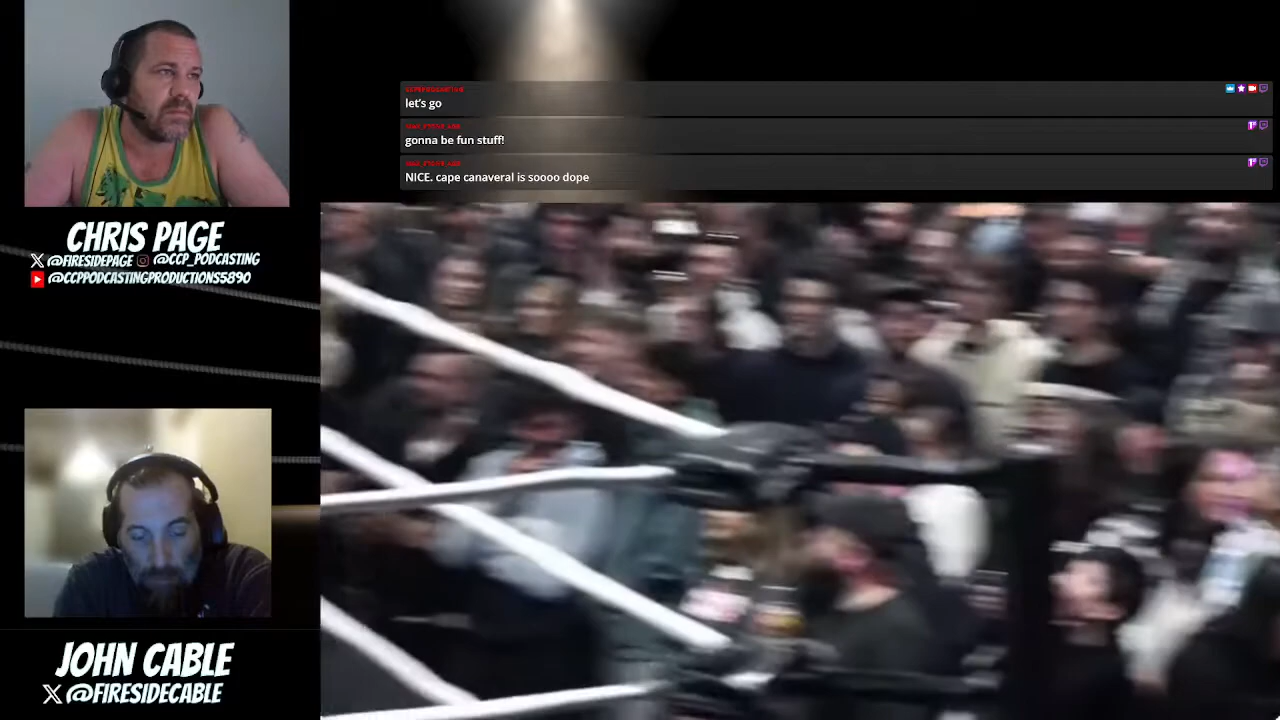 let's go
gonna be fun stuff!
NICE. cape canaveral is soooo dope
CHRIS PAGE
@FIRESIDEPAGE @CCP_PODCASTING
@CCPPODCASTINGPRODUCTIONS5890
JOHN CABLE
X @FIRESIDECABLE